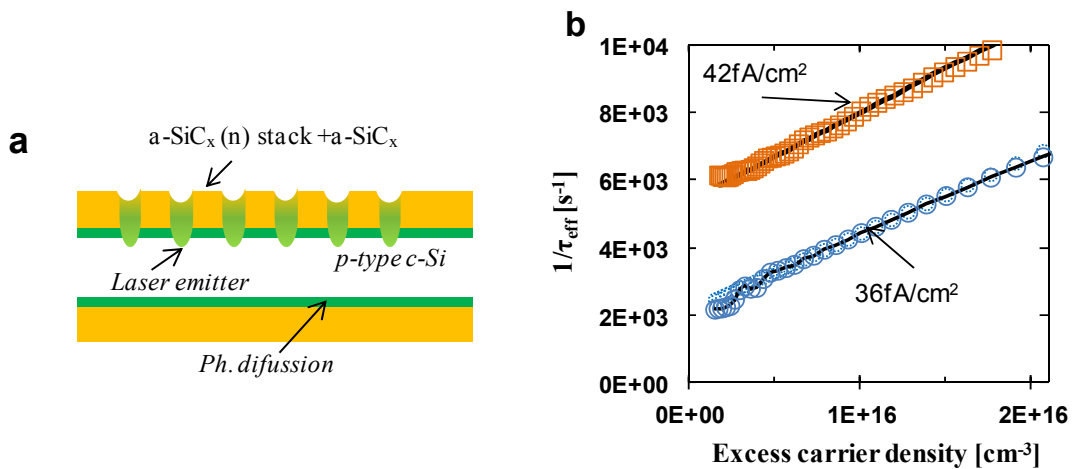 a
a-SiCx (n) stack +a-SiCx
Laser emitter
p-type c-Si
Ph. difussion
b
1/τeff [s-1]
1E+04
8E+03
6E+03
4E+03
2E+03
0E+00
42fA/cm2
36fA/cm2
0E+00
1E+16
2E+16
Excess carrier density [cm-3]